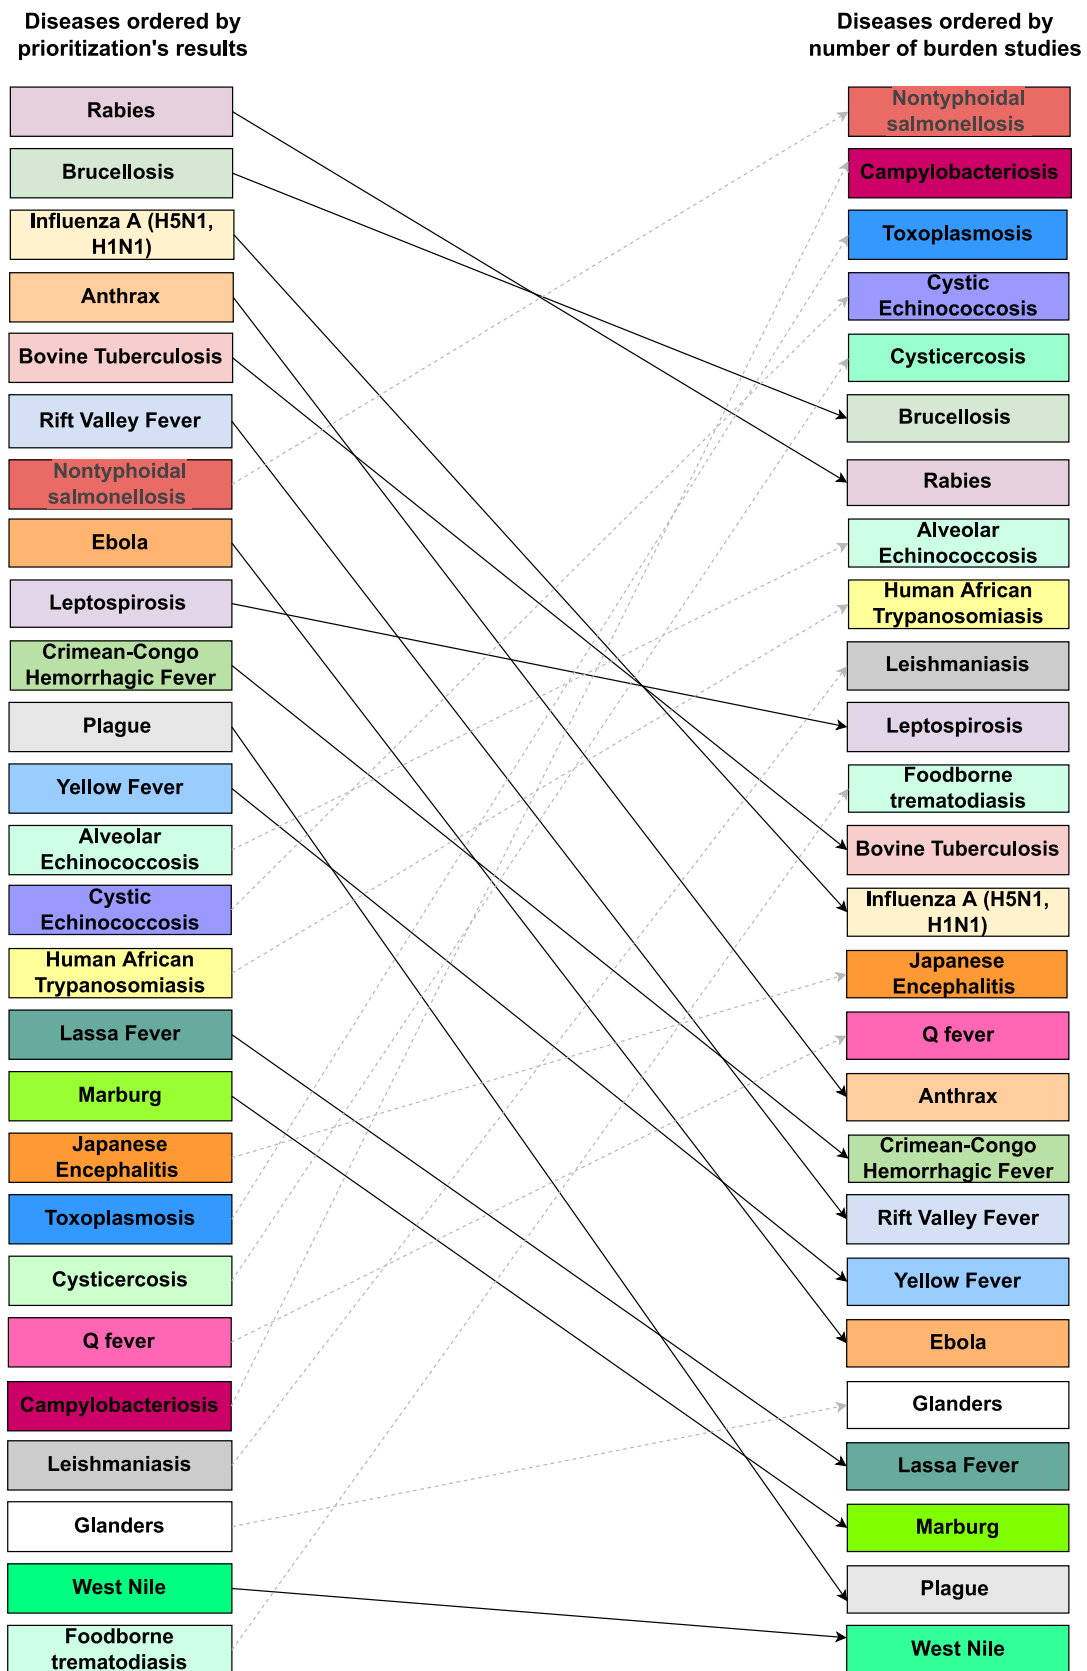 Diseases ordered by
prioritization's results
Rabies
Brucellosis
Influenza A (H5N1,
H1N1)
Anthrax
Bovine Tuberculosis
Rift Valley Fever
Nontyphoidal
salmonellosis
Ebola
Leptospirosis
Crimean-Congo
Hemorrhagic Fever
Plague
Yellow Fever
Alveolar
Echinococcosis
Cystic
Echinococcosis
Human African
Trypanosomiasis
Lassa Fever
Marburg
Japanese
Encephalitis
Toxoplasmosis
Cysticercosis
Q fever
Campylobacteriosis
Leishmaniasis
Glanders
West Nile
Foodborne
trematodiasis
Diseases ordered by
number of burden studies
Nontyphoidal
salmonellosis
Campylobacteriosis
Toxoplasmosis
Cystic
Echinococcosis
Cysticercosis
Brucellosis
Rabies
Alveolar
Echinococcosis
Human African
Trypanosomiasis
Leishmaniasis
Leptospirosis
Foodborne
trematodiasis
Bovine Tuberculosis
Influenza A (H5N1,
H1N1)
Japanese
Encephalitis
Q fever
Anthrax
Crimean-Congo
Hemorrhagic Fever
Rift Valley Fever
Yellow Fever
Ebola
Glanders
Lassa Fever
Marburg
Plague
West Nile